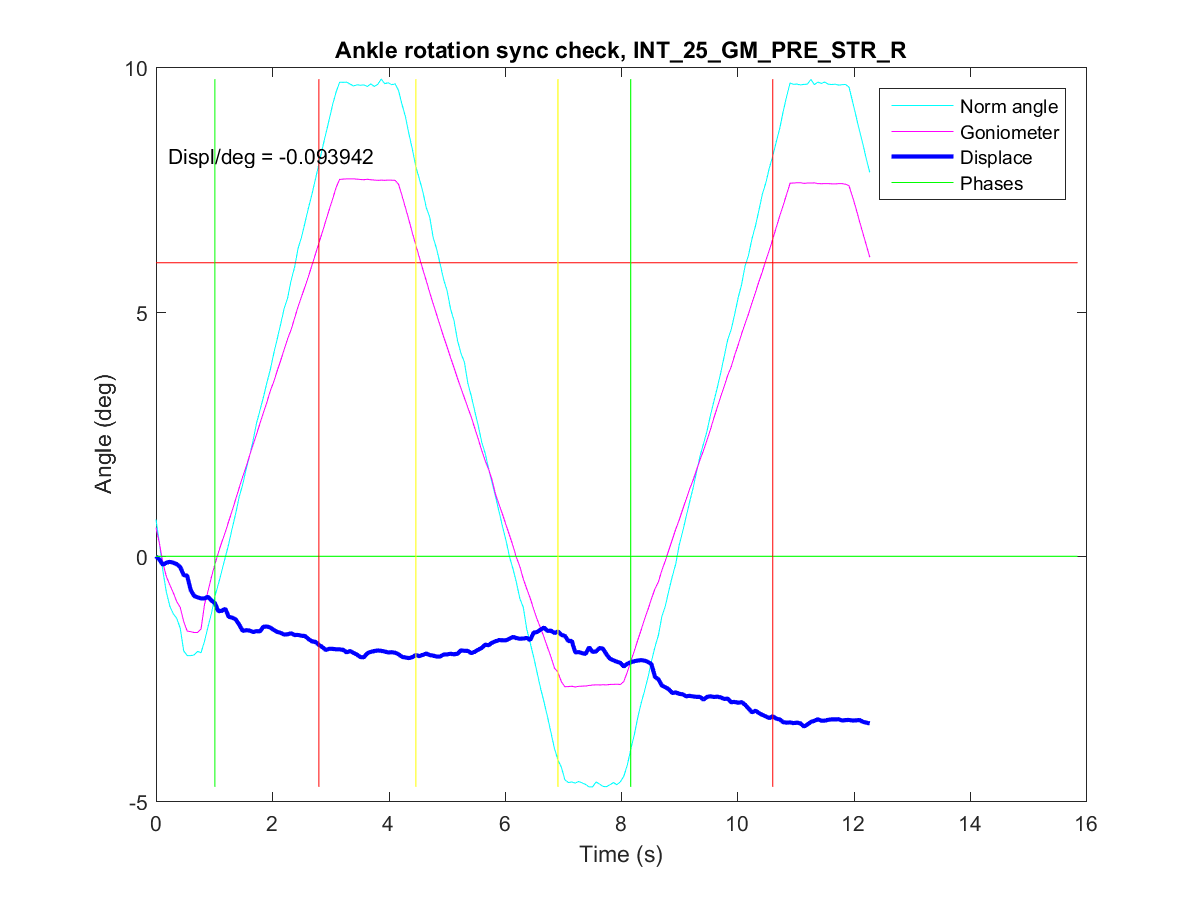 Ankle rotation sync check, INT_25_GM_PRE_STR_R
10
Norm angle
Goniometer
Displace
Phases
Displ/deg = -0.093942
5
Angle (deg)
0
-5
0 2 4 6 8 10 12 14 16
Time (s)